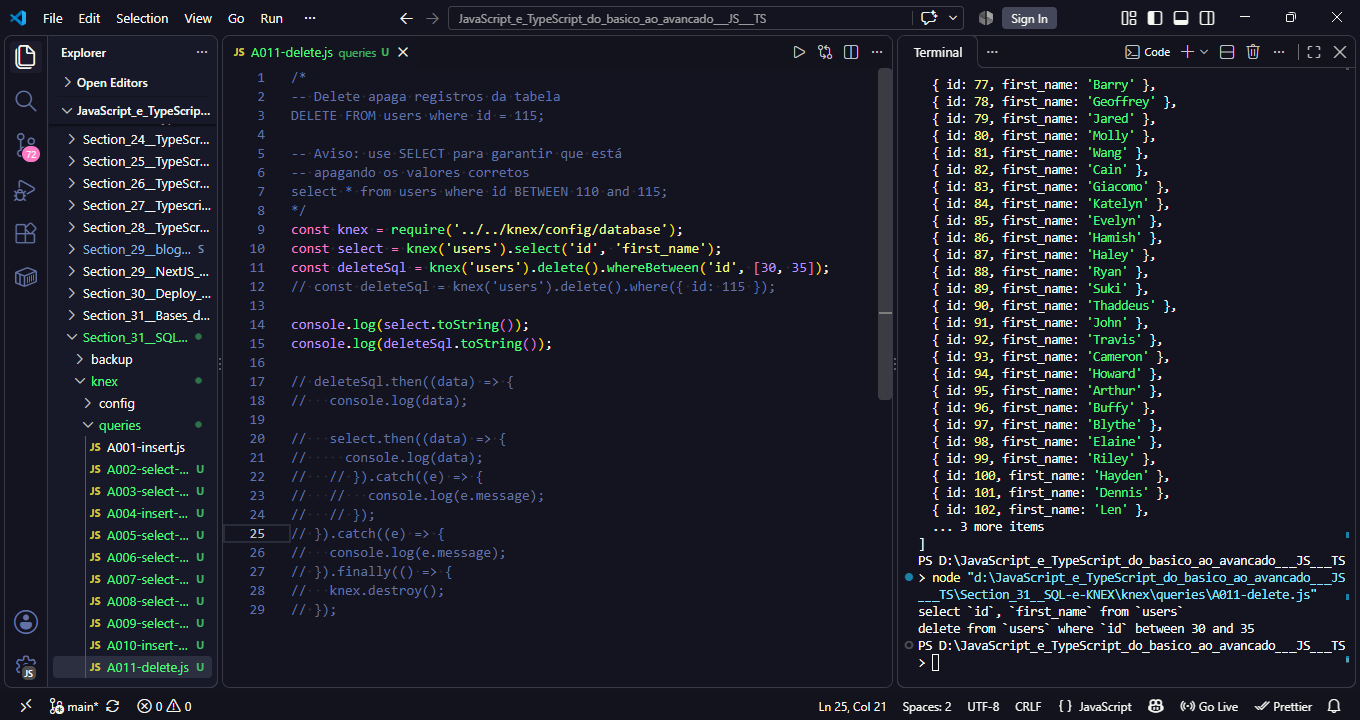 File Edit Selection View Go Run ···
JavaScript_e_TypeScript_do_basico_ao_avancado___JS___TS
Sign In
Explorer ···
Open Editors
JavaScript_e_TypeScrip...
Section_24__TypeScr...
Section_25__TypeScr...
Section_26__TypeScr...
Section_27__Typescri...
Section_28__TypeScr...
Section_29__blog... S
Section_29__NextJS_...
Section_30__Deploy_...
Section_31__Bases_d...
Section_31__SQL...
backup
knex
config
queries
JS A001-insert.js
JS A002-select-... U
JS A003-select-... U
JS A004-insert-... U
JS A005-select-... U
JS A006-select-... U
JS A007-select-... U
JS A008-select-... U
JS A009-select-... U
JS A010-insert-... U
JS A011-delete.js U
72
JS
JS A011-delete.js queries U
1 /*
2 -- Delete apaga registros da tabela
3 DELETE FROM users where id = 115;
4
5 -- Aviso: use SELECT para garantir que está
6 -- apagando os valores corretos
7 select * from users where id BETWEEN 110 and 115;
8 */
9 const knex = require('../../knex/config/database');
10 const select = knex('users').select('id', 'first_name');
11 const deleteSql = knex('users').delete().whereBetween('id', [30, 35]);
12 // const deleteSql = knex('users').delete().where({ id: 115 });
13
14 console.log(select.toString());
15 console.log(deleteSql.toString());
16
17 // deleteSql.then((data) => {
18 //   console.log(data);
19
20 //   select.then((data) => {
21 //     console.log(data);
22 //   // }).catch((e) => {
23 //   //   console.log(e.message);
24 //   // });
25 // }).catch((e) => {
26 //   console.log(e.message);
27 // }).finally(() => {
28 //   knex.destroy();
29 // });
Terminal ··· Code ···
{ id: 77, first_name: 'Barry' },
{ id: 78, first_name: 'Geoffrey' },
{ id: 79, first_name: 'Jared' },
{ id: 80, first_name: 'Molly' },
{ id: 81, first_name: 'Wang' },
{ id: 82, first_name: 'Cain' },
{ id: 83, first_name: 'Giacomo' },
{ id: 84, first_name: 'Katelyn' },
{ id: 85, first_name: 'Evelyn' },
{ id: 86, first_name: 'Hamish' },
{ id: 87, first_name: 'Haley' },
{ id: 88, first_name: 'Ryan' },
{ id: 89, first_name: 'Suki' },
{ id: 90, first_name: 'Thaddeus' },
{ id: 91, first_name: 'John' },
{ id: 92, first_name: 'Travis' },
{ id: 93, first_name: 'Cameron' },
{ id: 94, first_name: 'Howard' },
{ id: 95, first_name: 'Arthur' },
{ id: 96, first_name: 'Buffy' },
{ id: 97, first_name: 'Blythe' },
{ id: 98, first_name: 'Elaine' },
{ id: 99, first_name: 'Riley' },
{ id: 100, first_name: 'Hayden' },
{ id: 101, first_name: 'Dennis' },
{ id: 102, first_name: 'Len' },
... 3 more items
]
PS D:\JavaScript_e_TypeScript_do_basico_ao_avancado___JS___TS
> node "d:\JavaScript_e_TypeScript_do_basico_ao_avancado___JS
___TS\Section_31__SQL-e-KNEX\knex\queries\A011-delete.js"
select `id`, `first_name` from `users`
delete from `users` where `id` between 30 and 35
PS D:\JavaScript_e_TypeScript_do_basico_ao_avancado___JS___TS
>
main* 0 0 Ln 25, Col 21 Spaces: 2 UTF-8 CRLF { } JavaScript Go Live Prettier